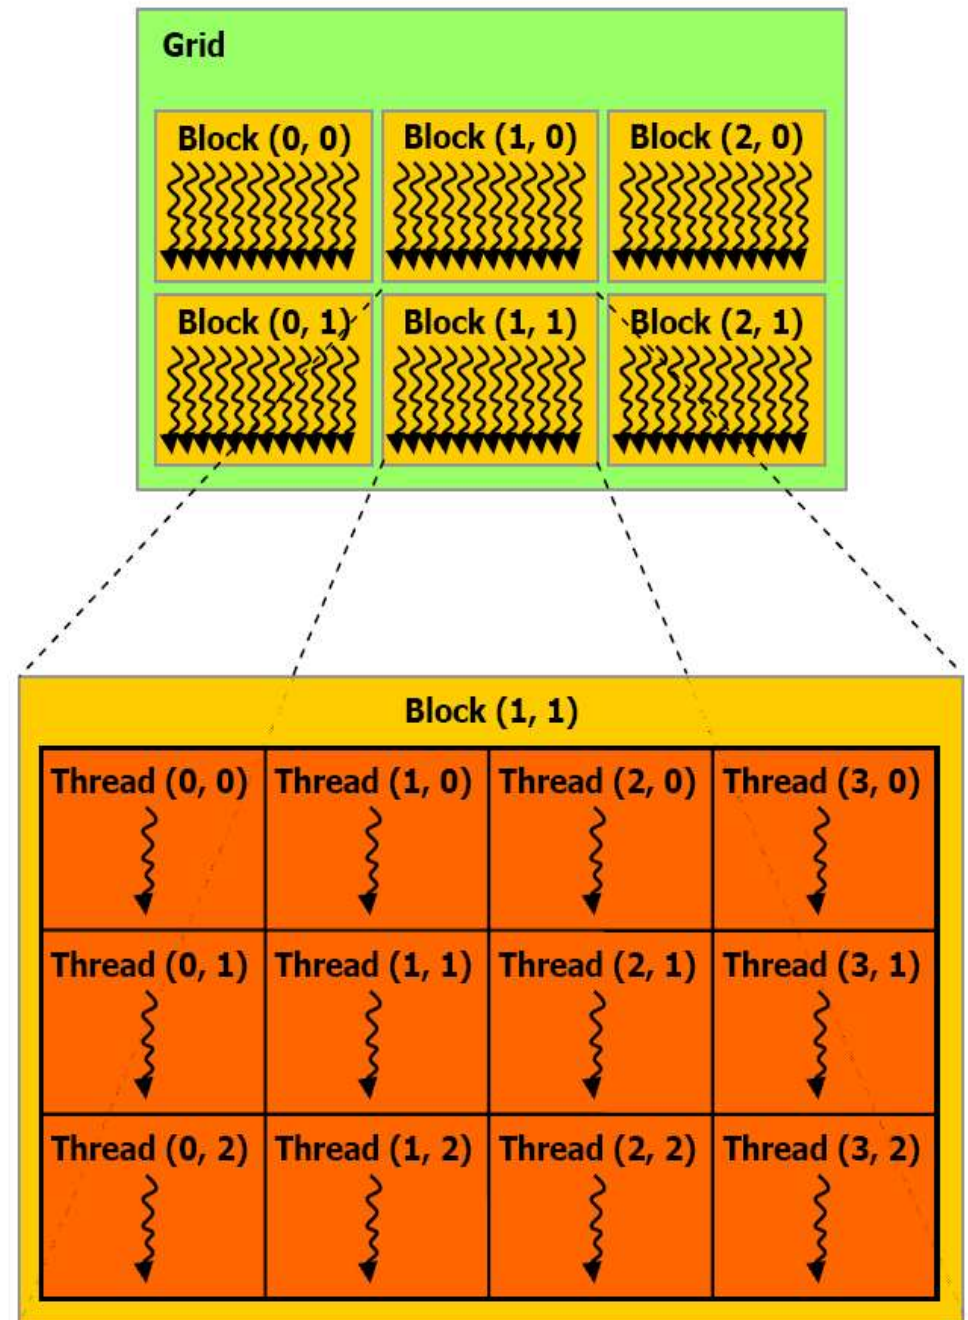 Grid
Block (0, 0) Block (1, 0) Block (2, 0)
Block (0, 1) Block (1, 1) Block (2, 1)
Block (1, 1)
Thread (0, 0) Thread (1, 0) Thread (2, 0) Thread (3, 0)
Thread (0, 1) Thread (1, 1) Thread (2, 1) Thread (3, 1)
Thread (0, 2) Thread (1, 2) Thread (2, 2) Thread (3, 2)